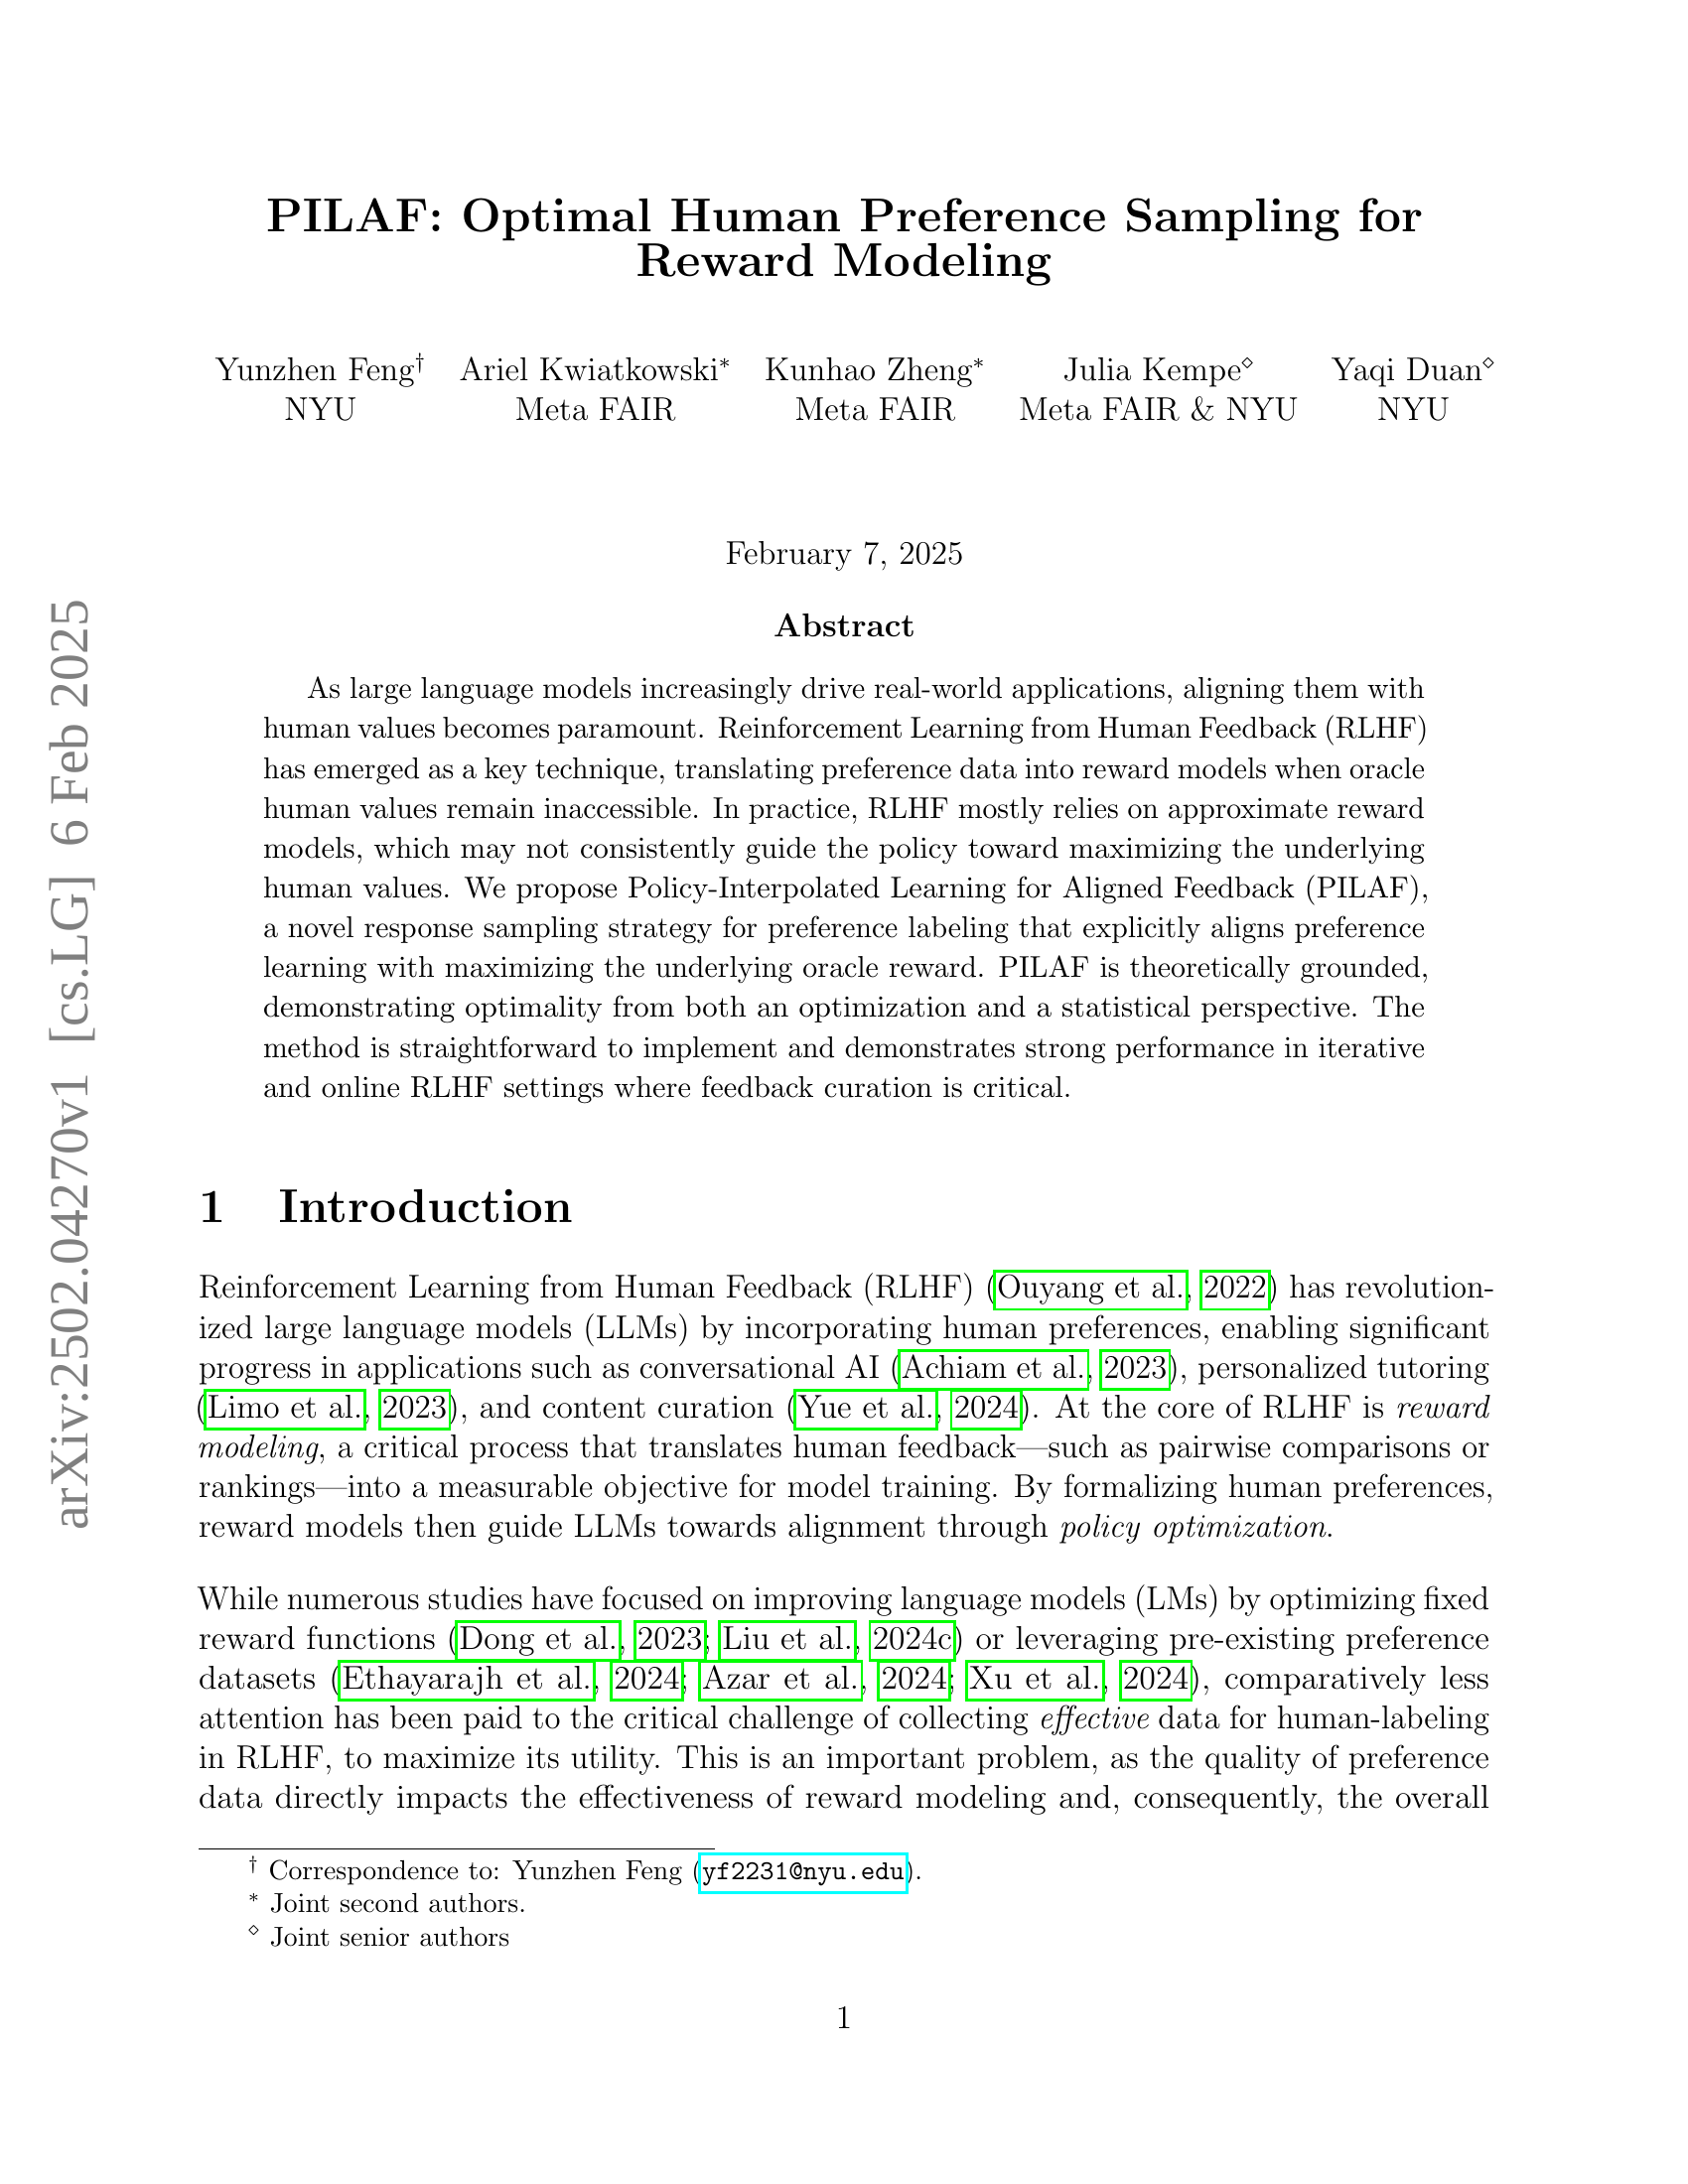 PILAF: Optimal Human Preference Sampling for
Reward Modeling
Yunzhen Feng† Ariel Kwiatkowski* Kunhao Zheng* Julia Kempe⋄ Yaqi Duan⋄
NYU Meta FAIR Meta FAIR Meta FAIR & NYU NYU
February 7, 2025
Abstract
As large language models increasingly drive real-world applications, aligning them with
human values becomes paramount. Reinforcement Learning from Human Feedback (RLHF)
has emerged as a key technique, translating preference data into reward models when oracle
human values remain inaccessible. In practice, RLHF mostly relies on approximate reward
models, which may not consistently guide the policy toward maximizing the underlying
human values. We propose Policy-Interpolated Learning for Aligned Feedback (PILAF),
a novel response sampling strategy for preference labeling that explicitly aligns preference
learning with maximizing the underlying oracle reward. PILAF is theoretically grounded,
demonstrating optimality from both an optimization and a statistical perspective. The
method is straightforward to implement and demonstrates strong performance in iterative
and online RLHF settings where feedback curation is critical.
1 Introduction
Reinforcement Learning from Human Feedback (RLHF) (Ouyang et al., 2022) has revolution-
ized large language models (LLMs) by incorporating human preferences, enabling significant
progress in applications such as conversational AI (Achiam et al., 2023), personalized tutoring
(Limo et al., 2023), and content curation (Yue et al., 2024). At the core of RLHF is reward
modeling, a critical process that translates human feedback—such as pairwise comparisons or
rankings—into a measurable objective for model training. By formalizing human preferences,
reward models then guide LLMs towards alignment through policy optimization.
While numerous studies have focused on improving language models (LMs) by optimizing fixed
reward functions (Dong et al., 2023; Liu et al., 2024c) or leveraging pre-existing preference
datasets (Ethayarajh et al., 2024; Azar et al., 2024; Xu et al., 2024), comparatively less
attention has been paid to the critical challenge of collecting effective data for human-labeling
in RLHF, to maximize its utility. This is an important problem, as the quality of preference
data directly impacts the effectiveness of reward modeling and, consequently, the overall
† Correspondence to: Yunzhen Feng (yf2231@nyu.edu).
* Joint second authors.
⋄ Joint senior authors
1
arXiv:2502.04270v1 [cs.LG] 6 Feb 2025